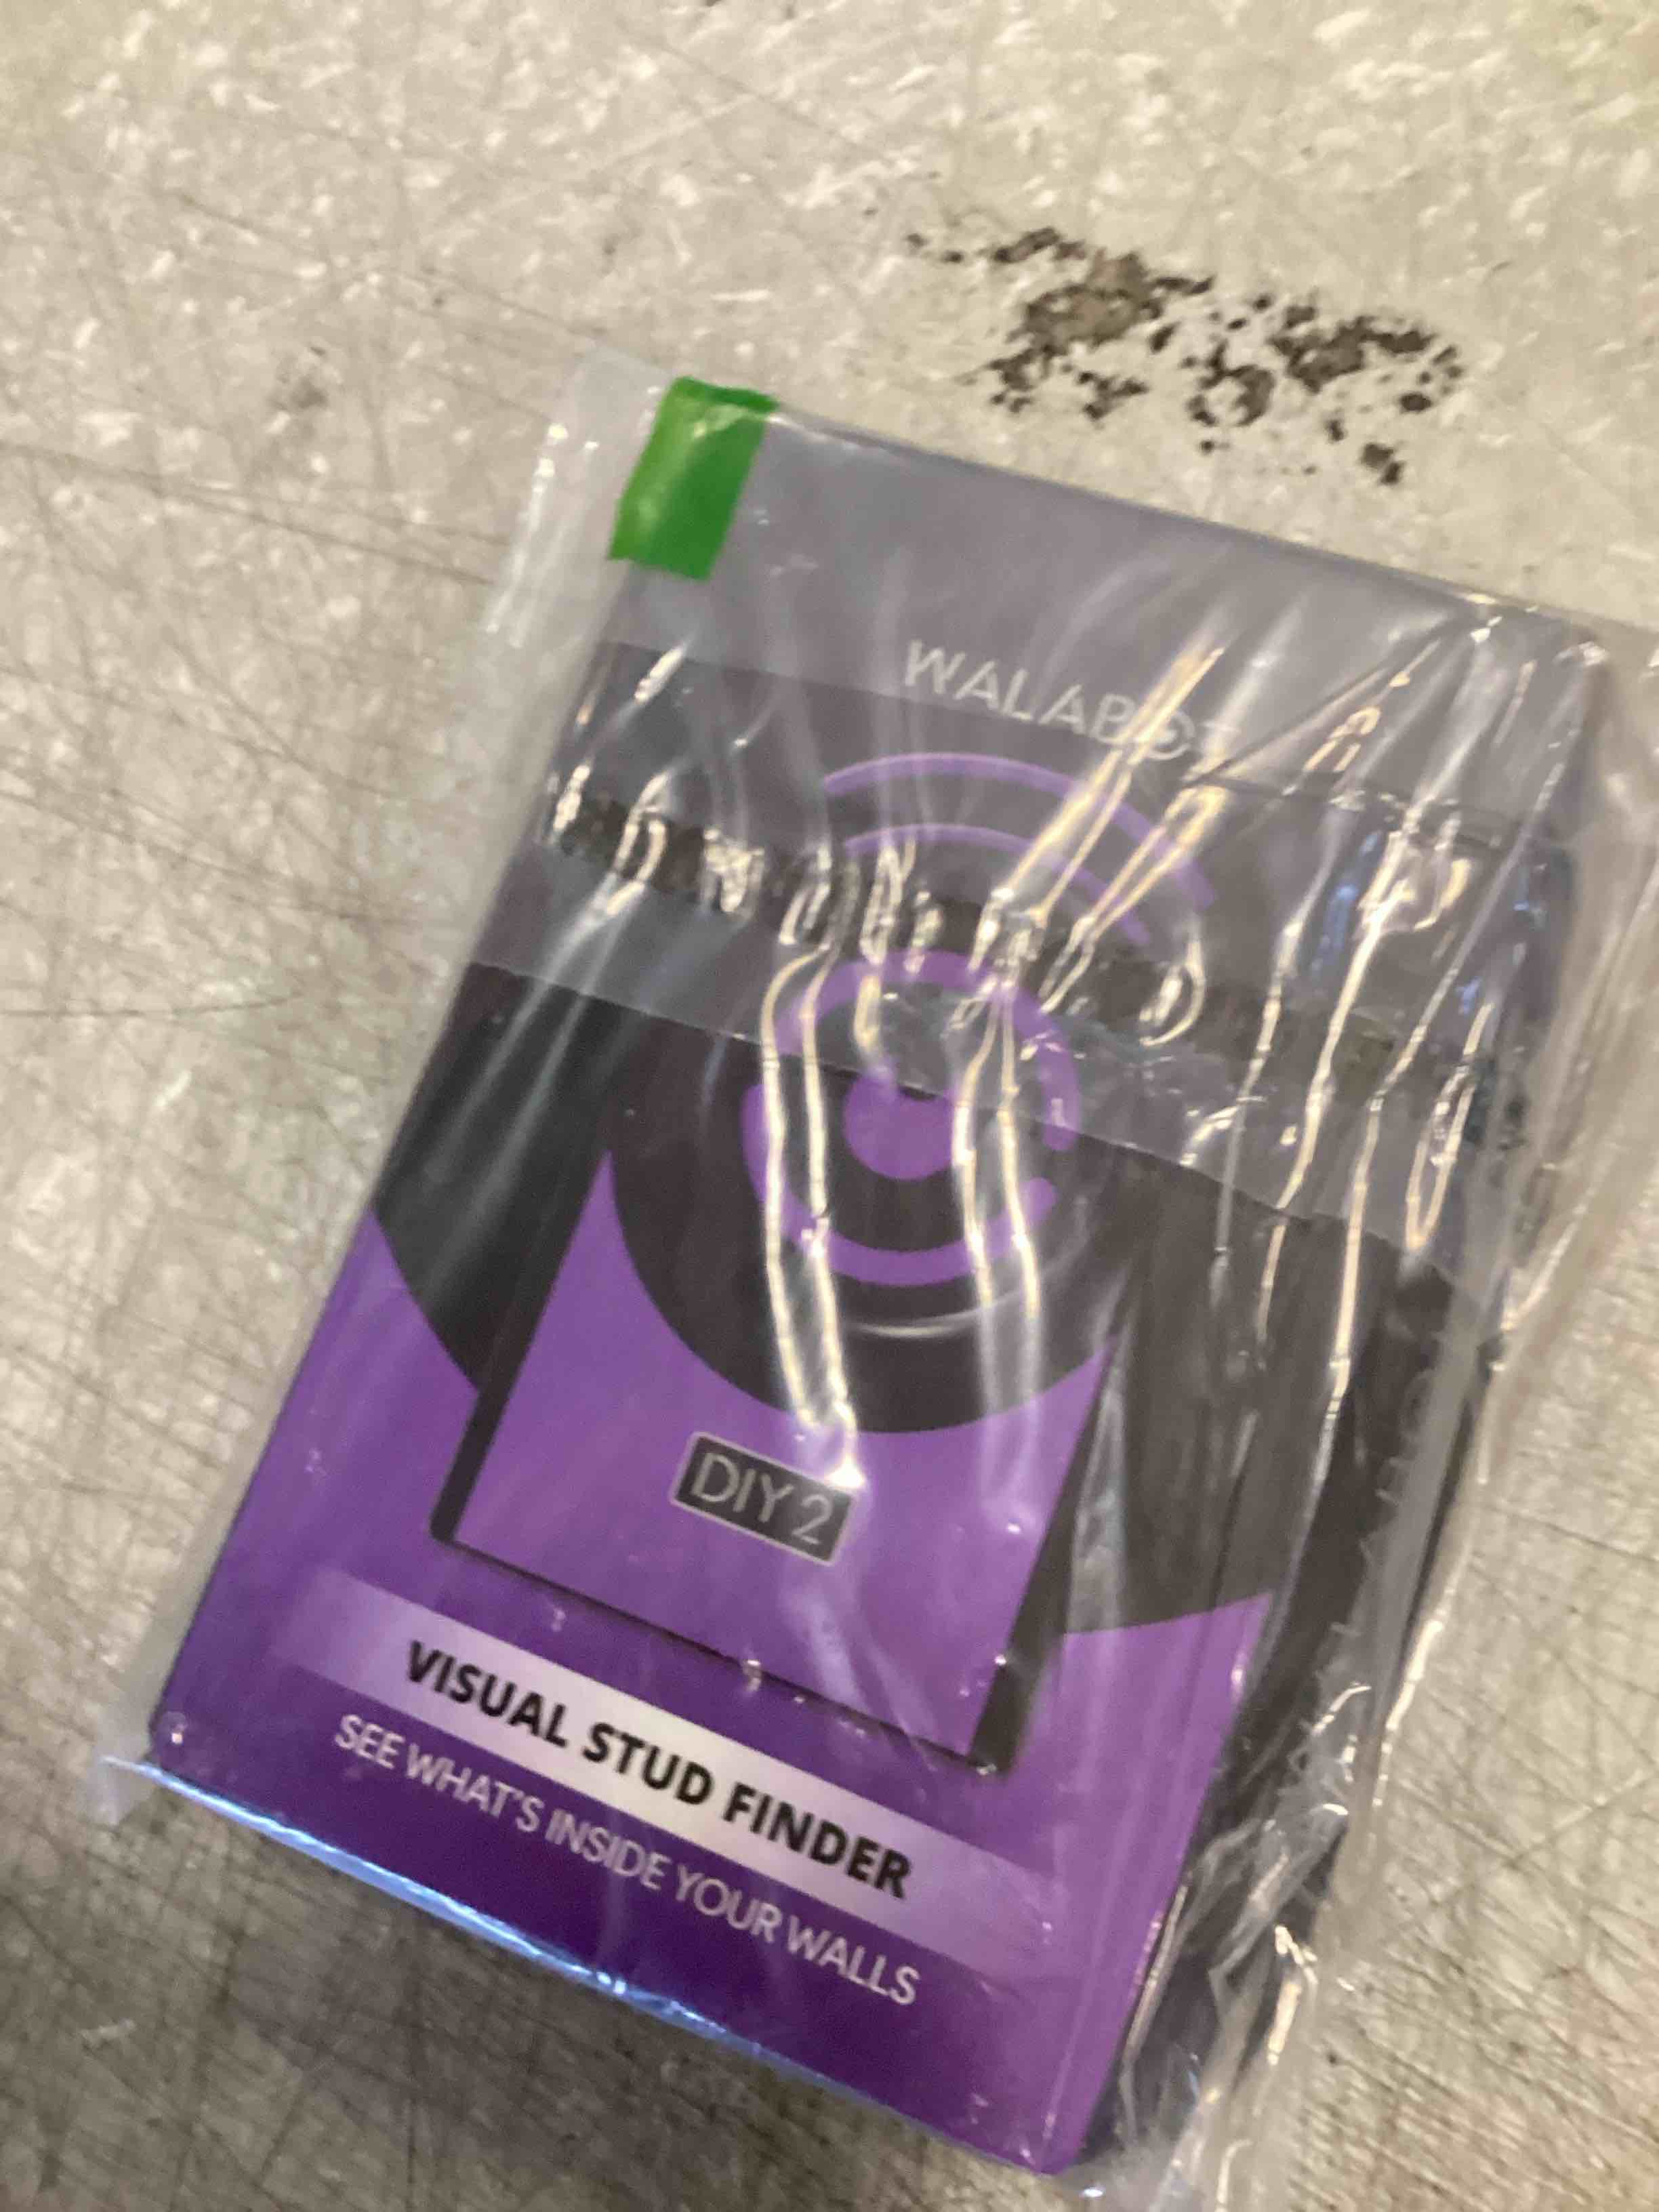 WALABOT
DIY 2
VISUAL STUD FINDER
SEE WHAT'S INSIDE YOUR WALLS